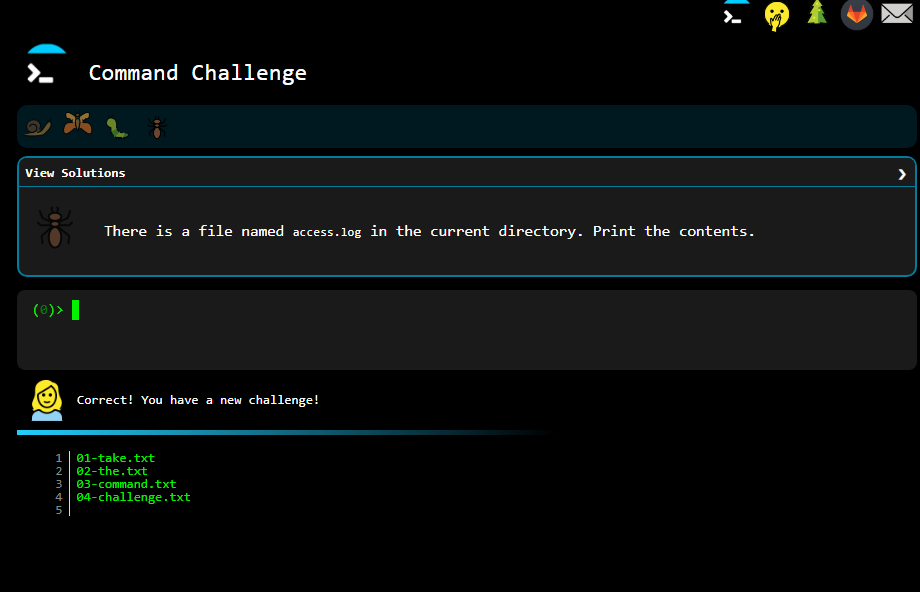 Command Challenge
View Solutions
There is a file named access.log in the current directory. Print the contents.
(0)>
Correct! You have a new challenge!
1 01-take.txt
2 02-the.txt
3 03-command.txt
4 04-challenge.txt
5